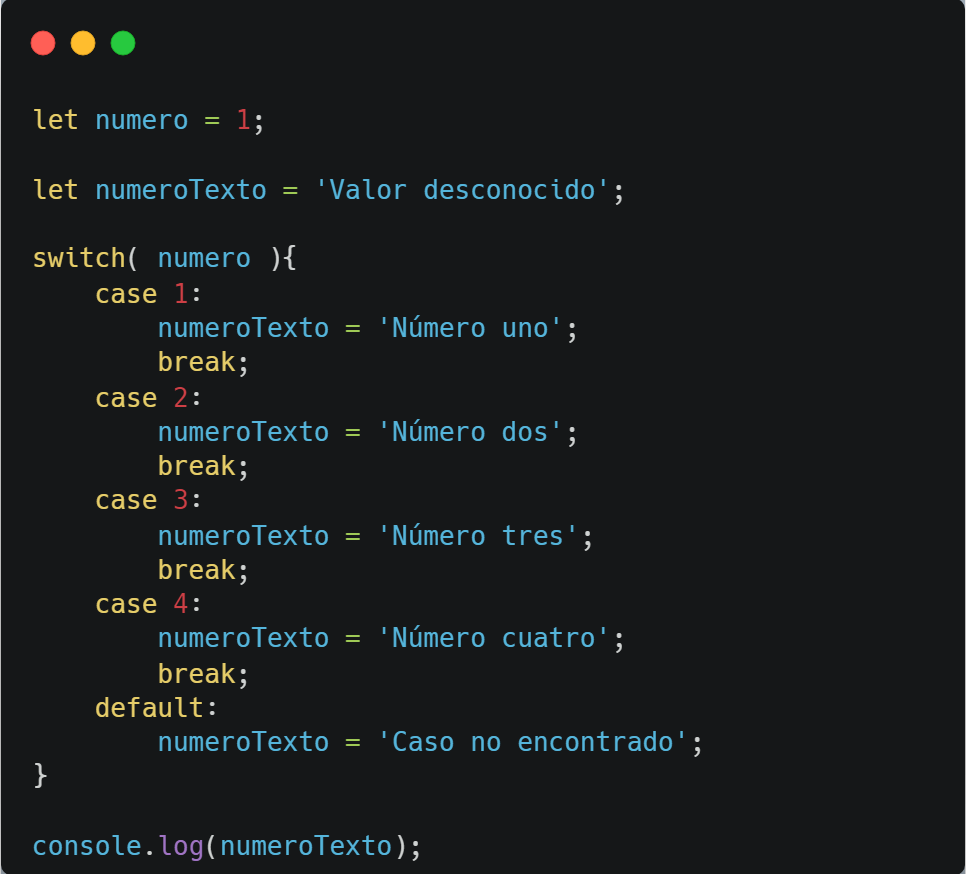 let numero = 1;

let numeroTexto = 'Valor desconocido';

switch( numero ){
    case 1:
        numeroTexto = 'Número uno';
        break;
    case 2:
        numeroTexto = 'Número dos';
        break;
    case 3:
        numeroTexto = 'Número tres';
        break;
    case 4:
        numeroTexto = 'Número cuatro';
        break;
    default:
        numeroTexto = 'Caso no encontrado';
}

console.log(numeroTexto);